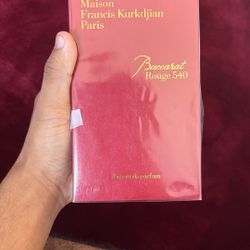 Maison
Francis Kurkdjian
Paris
Baccarat
Rouge 540
Extrait de parfum